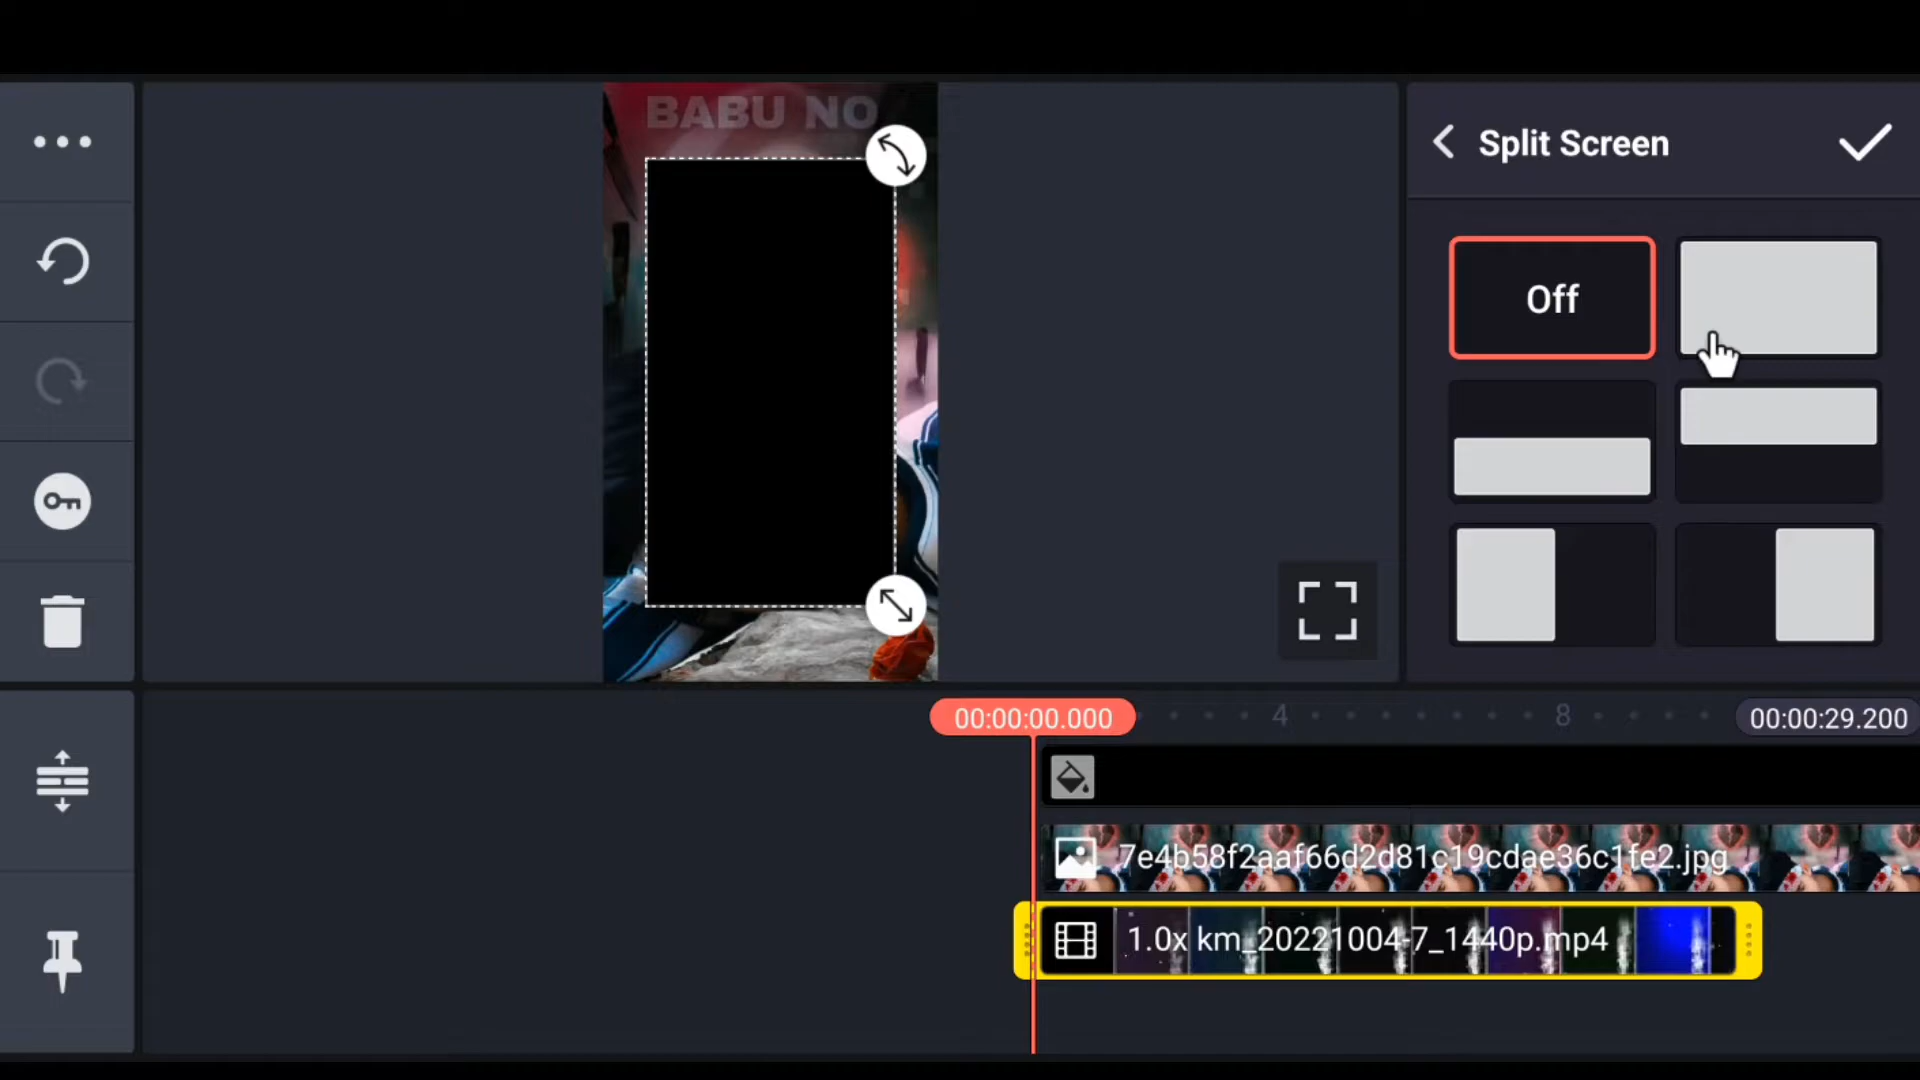 BABU NO
Split Screen
Off
00:00:00.000
4
8
00:00:29.200
7e4b58f2aaf66d2d81c19cdae36c1fe2.jpg
1.0x km_20221004-7_1440p.mp4